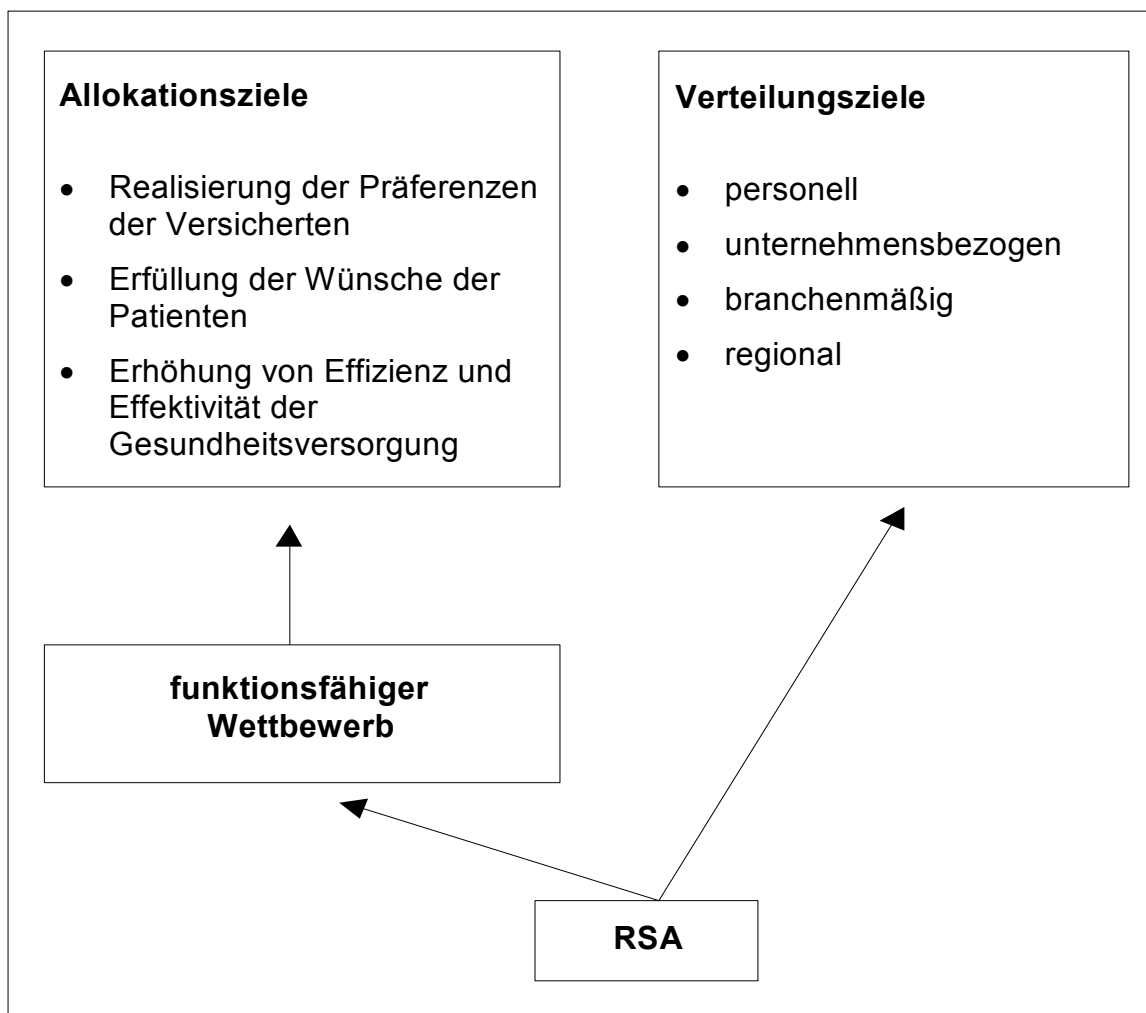 Allokationsziele
• Realisierung der Präferenzen
der Versicherten
• Erfüllung der Wünsche der
Patienten
• Erhöhung von Effizienz und
Effektivität der
Gesundheitsversorgung
Verteilungsziele
• personell
• unternehmensbezogen
• branchenmäßig
• regional
funktionsfähiger
Wettbewerb
RSA